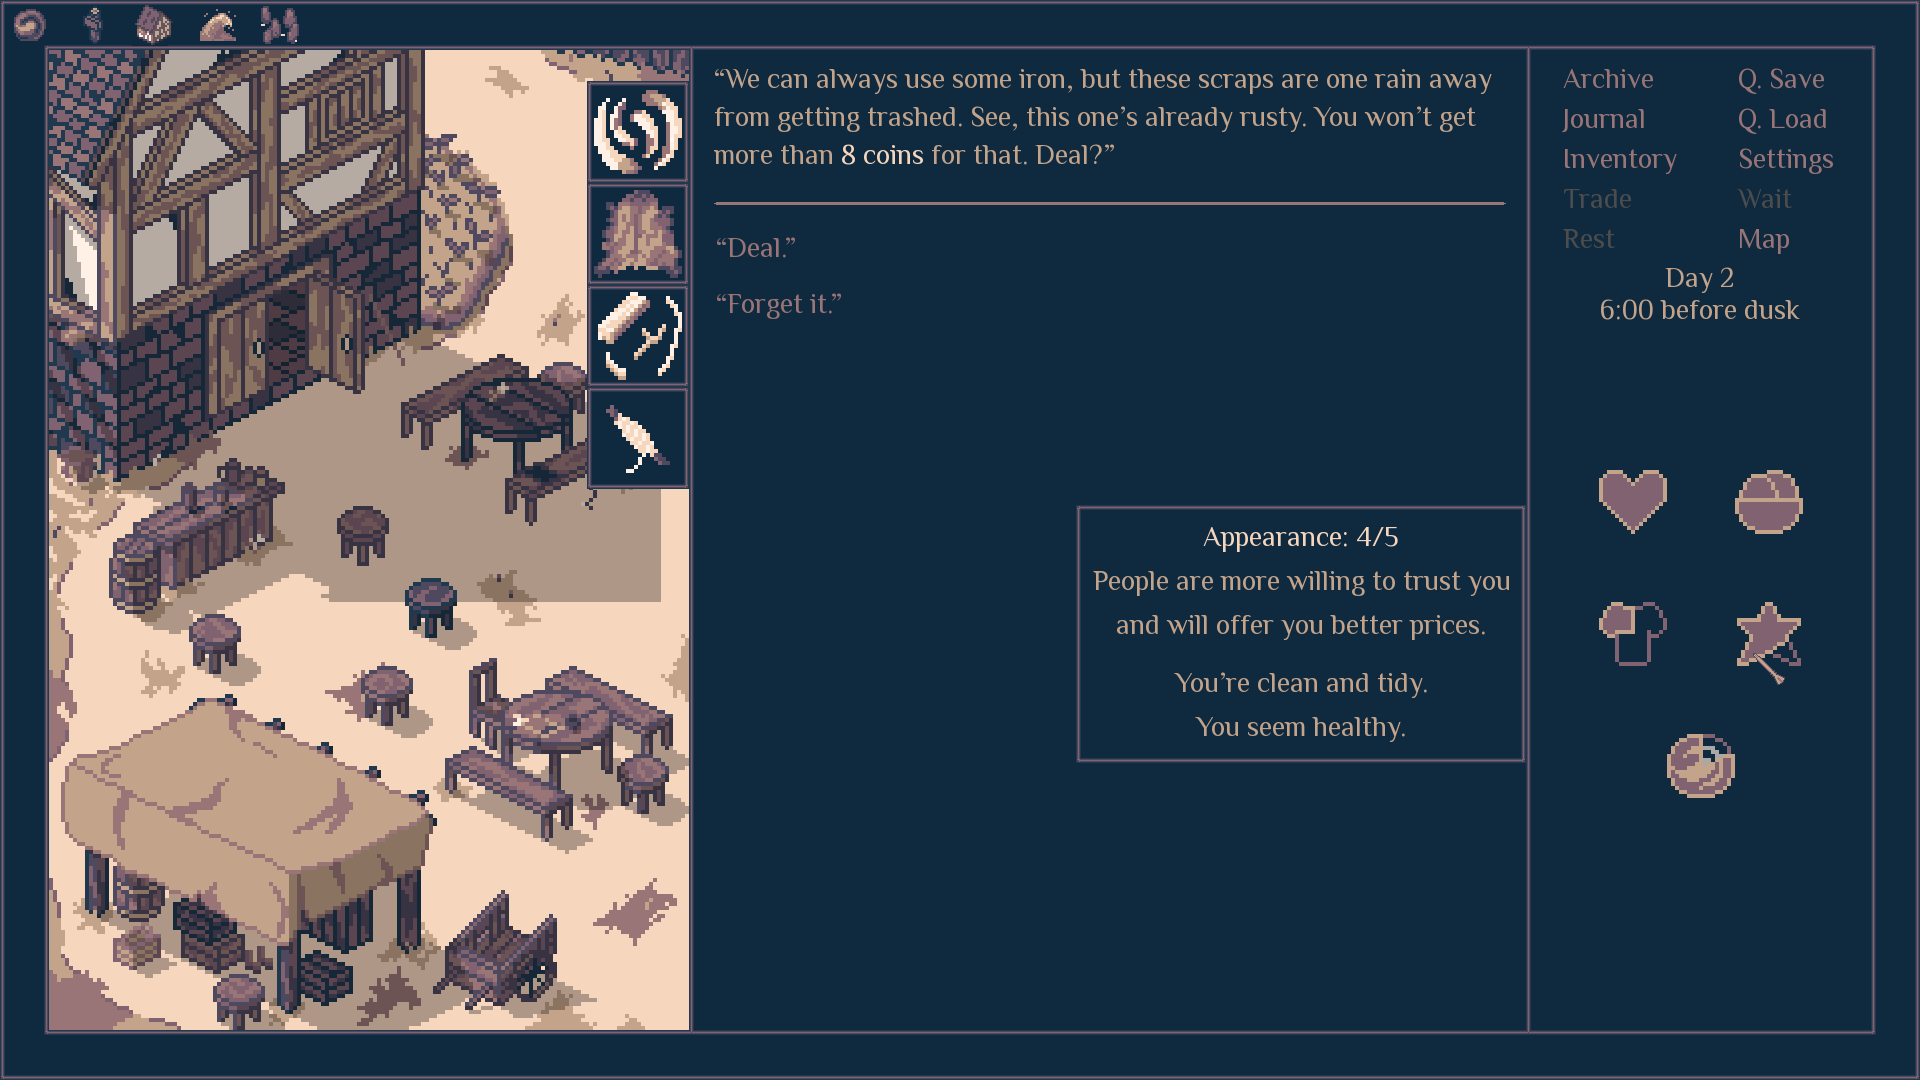 “We can always use some iron, but these scraps are one rain away
from getting trashed. See, this one’s already rusty. You won’t get
more than 8 coins for that. Deal?”
“Deal.”
“Forget it.”
Appearance: 4/5
People are more willing to trust you
and will offer you better prices.
You’re clean and tidy.
You seem healthy.
Archive Q. Save
Journal Q. Load
Inventory Settings
Trade Wait
Rest Map
Day 2
6:00 before dusk